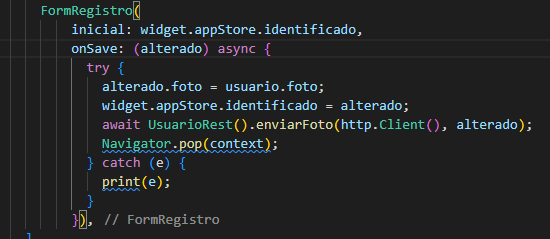 FormRegistro(
inicial: widget.appStore.identificado,
onSave: (alterado) async {
try {
alterado.foto = usuario.foto;
widget.appStore.identificado = alterado;
await UsuarioRest().enviarFoto(http.Client(), alterado);
Navigator.pop(context);
} catch (e) {
print(e);
}
}), // FormRegistro